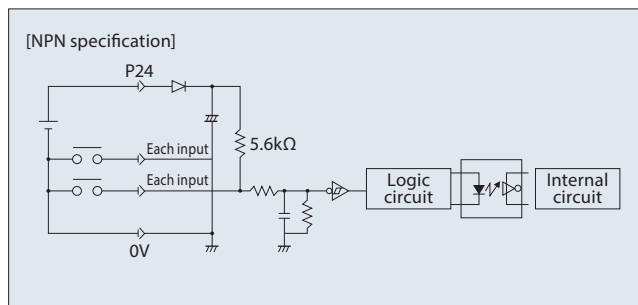 [NPN specification]
P24
Each input
5.6kΩ
Each input
Logic
circuit
Internal
circuit
0V